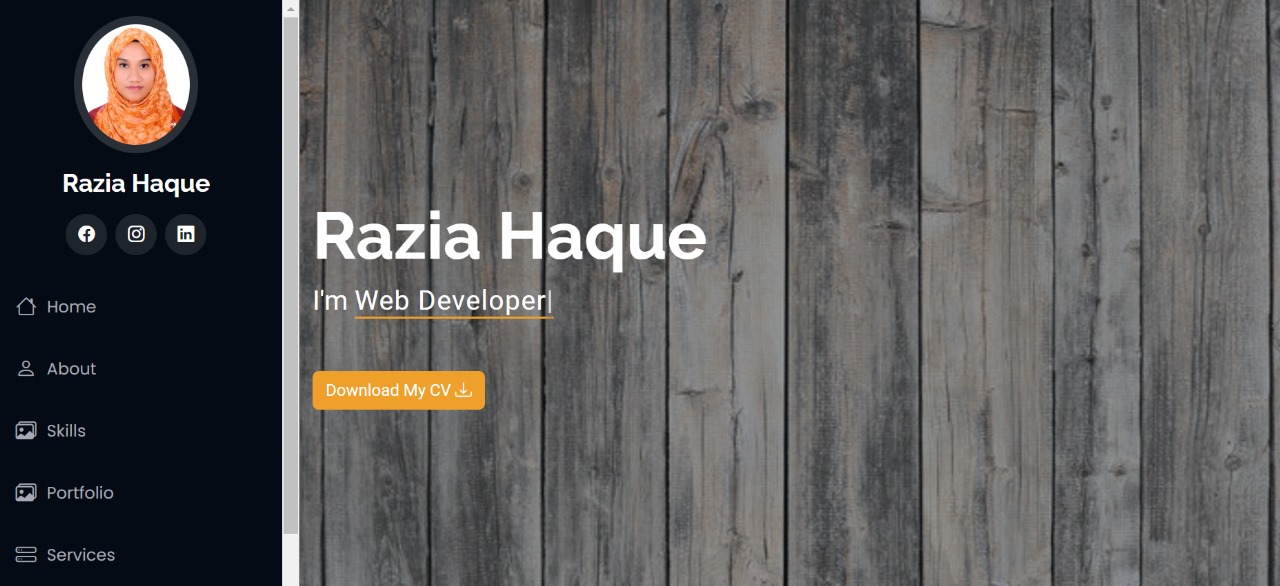 Razia Haque
Home
About
Skills
Portfolio
Services
Razia Haque
I'm Web Developer|
Download My CV